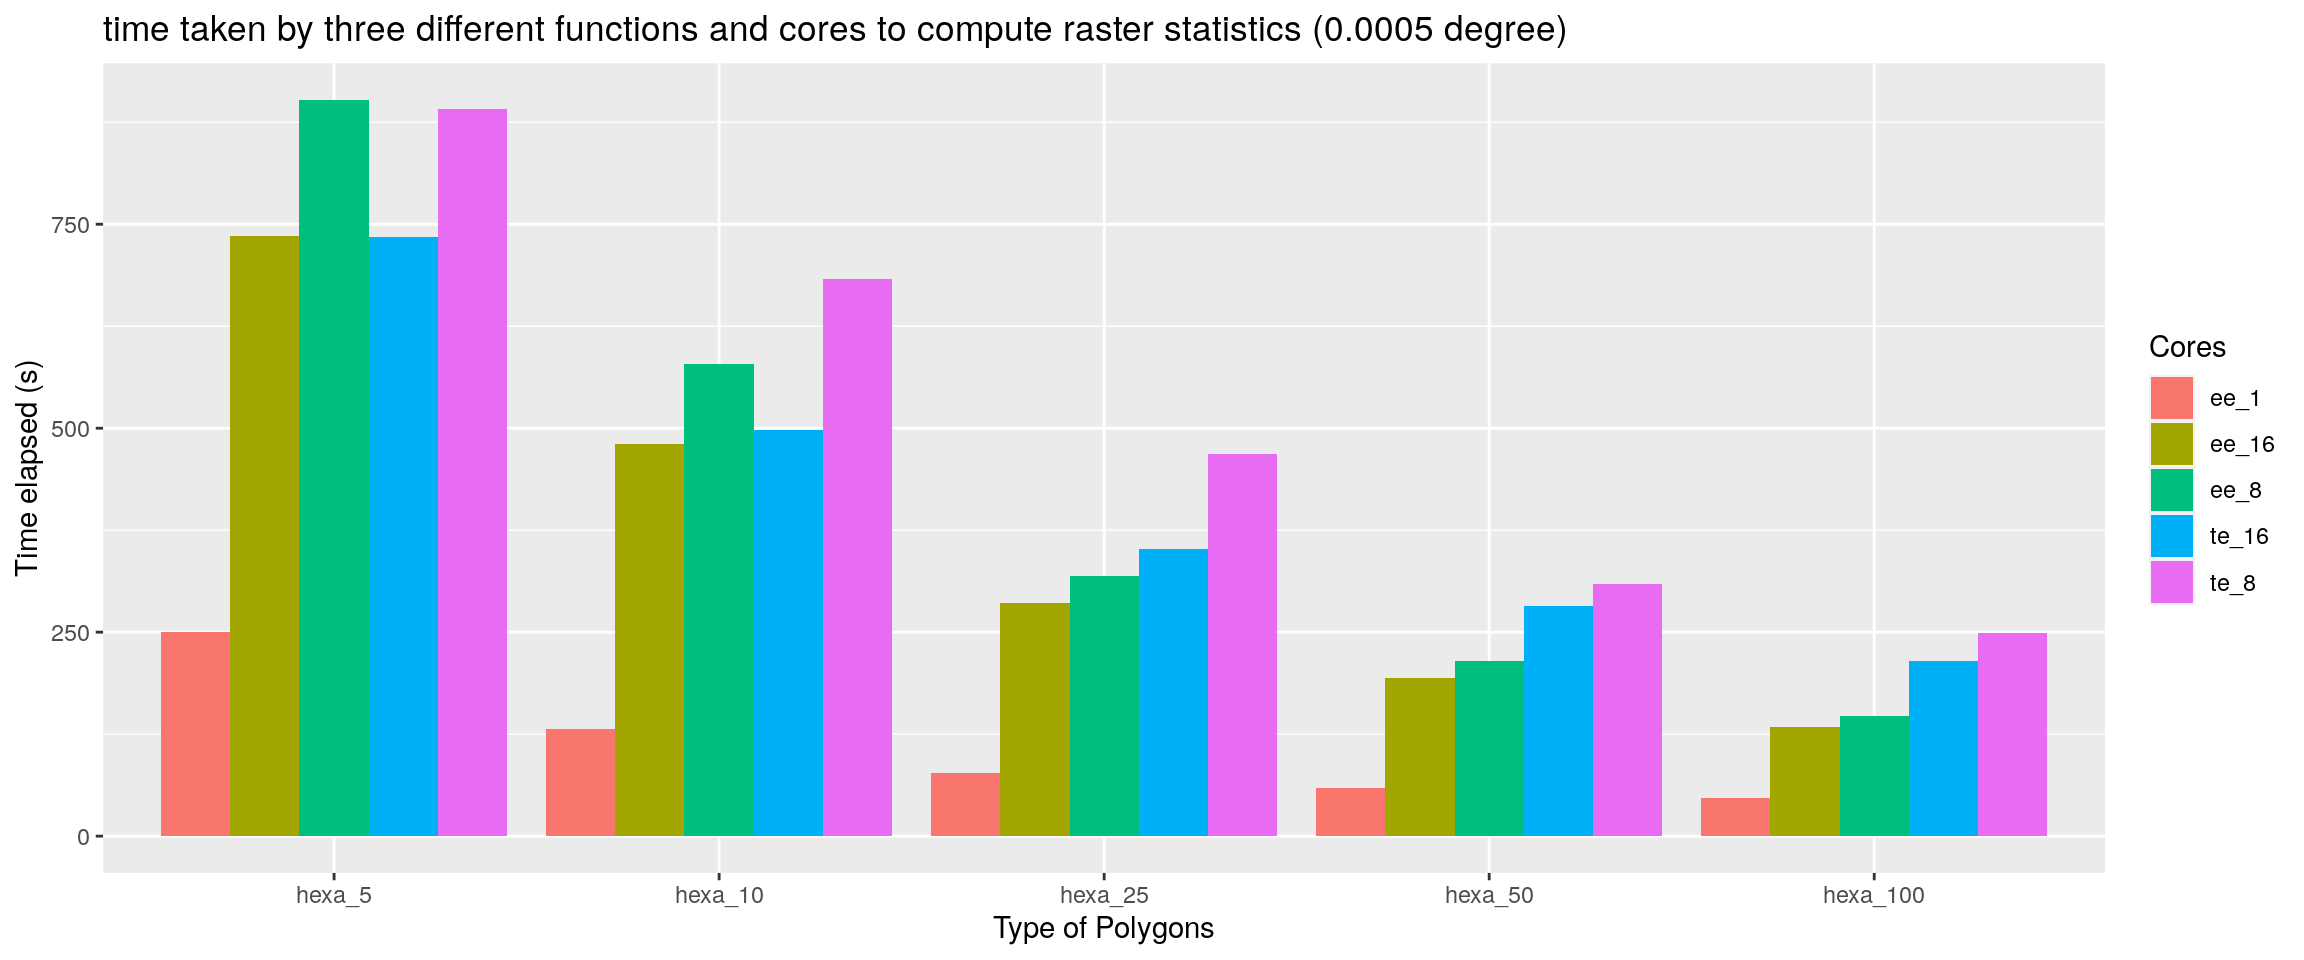 time taken by three different functions and cores to compute raster statistics (0.0005 degree)
Time elapsed (s)
750
500
250
0
hexa_5
hexa_10
hexa_25
hexa_50
hexa_100
Type of Polygons
Cores
ee_1
ee_16
ee_8
te_16
te_8